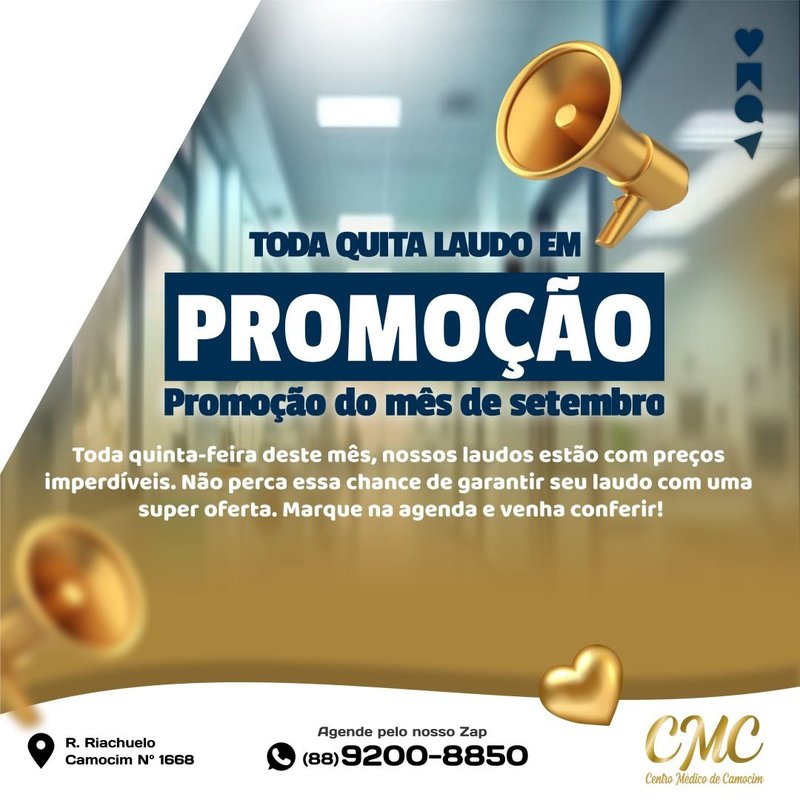 TODA QUITA LAUDO EM
PROMOÇÃO
Promoção do mês de setembro
Toda quinta-feira deste mês, nossos laudos estão com preços
imperdíveis. Não perca essa chance de garantir seu laudo com uma
super oferta. Marque na agenda e venha conferir!
R. Riachuelo
Camocim Nº 1668
Agende pelo nosso Zap
(88)9200-8850
CMC
Centro Médico de Camocim